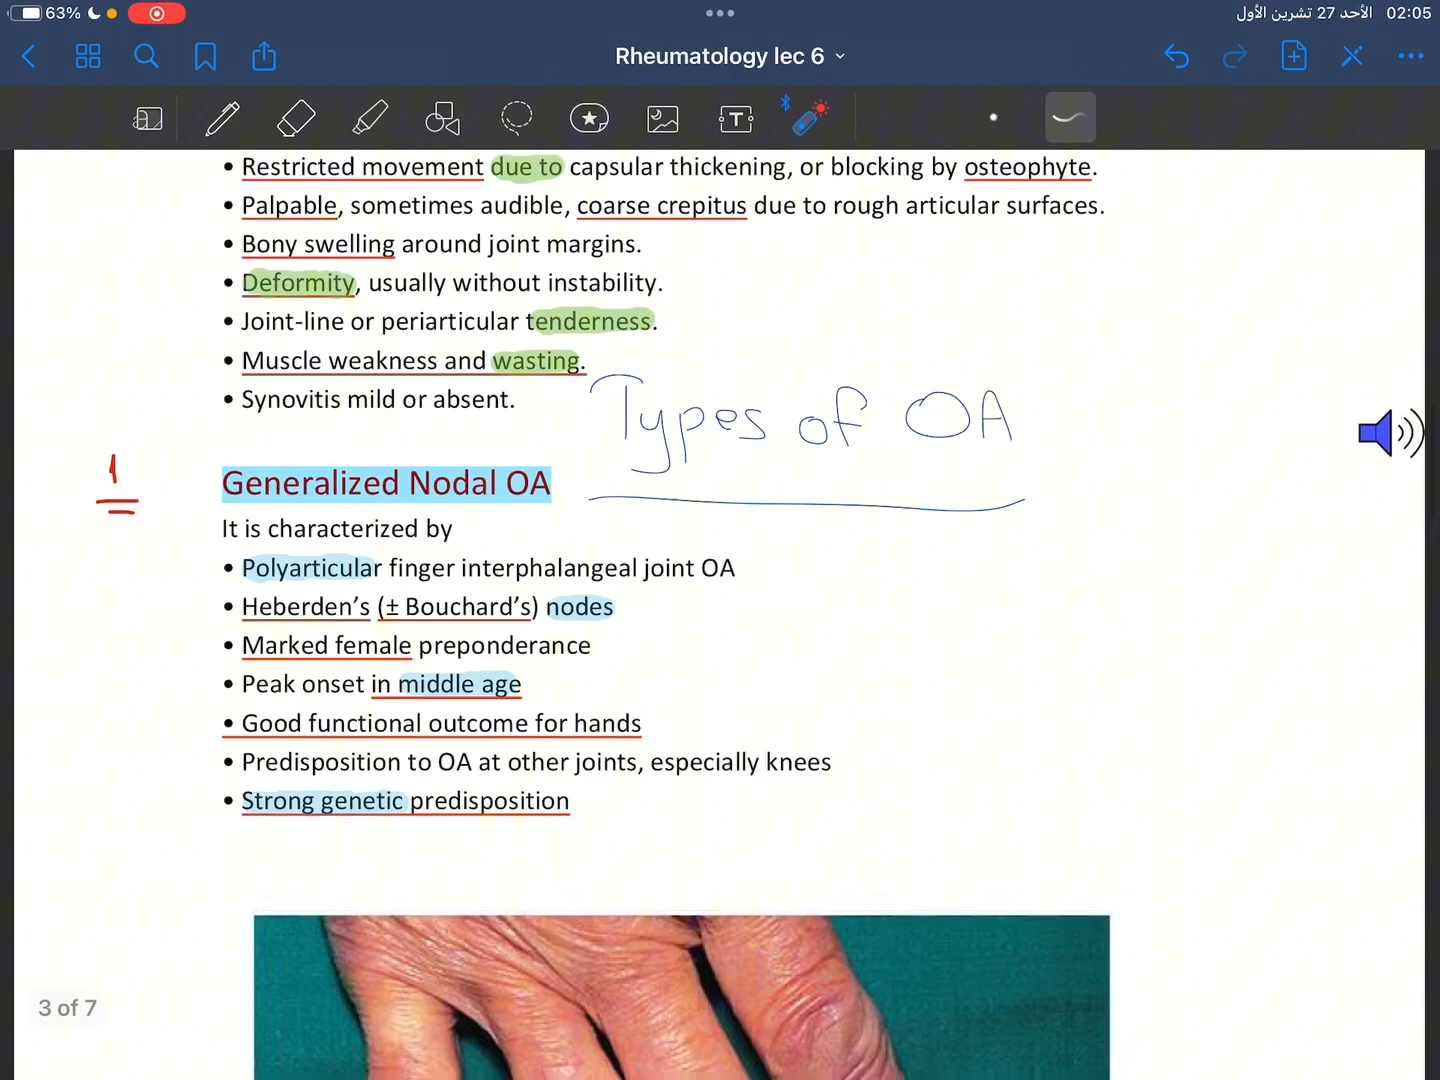 63%
الأحد 27 تشرين الأول 02:05
Rheumatology lec 6
T
• Restricted movement due to capsular thickening, or blocking by osteophyte.
• Palpable, sometimes audible, coarse crepitus due to rough articular surfaces.
• Bony swelling around joint margins.
• Deformity, usually without instability.
• Joint-line or periarticular tenderness.
• Muscle weakness and wasting.
• Synovitis mild or absent.
Types of OA
1
Generalized Nodal OA
It is characterized by
• Polyarticular finger interphalangeal joint OA
• Heberden’s (± Bouchard’s) nodes
• Marked female preponderance
• Peak onset in middle age
• Good functional outcome for hands
• Predisposition to OA at other joints, especially knees
• Strong genetic predisposition
3 of 7